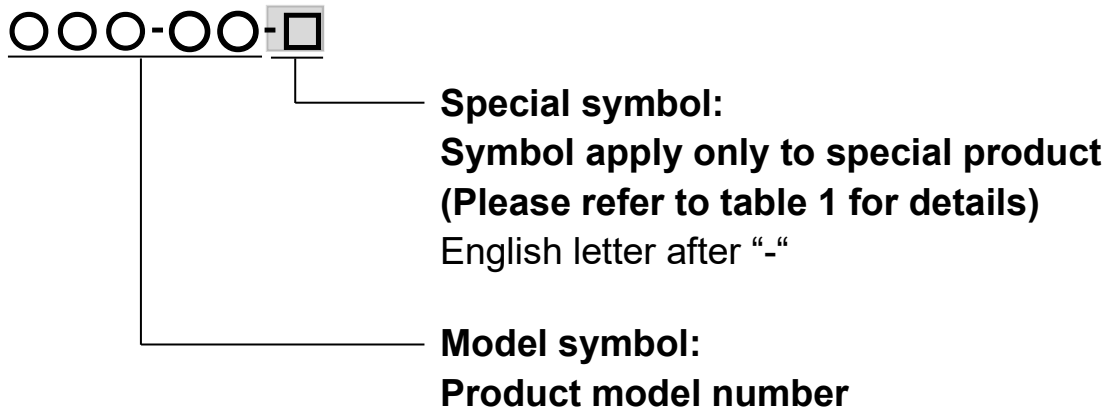 ○○○-○○-□
Special symbol:
Symbol apply only to special product
(Please refer to table 1 for details)
English letter after “-“
Model symbol:
Product model number